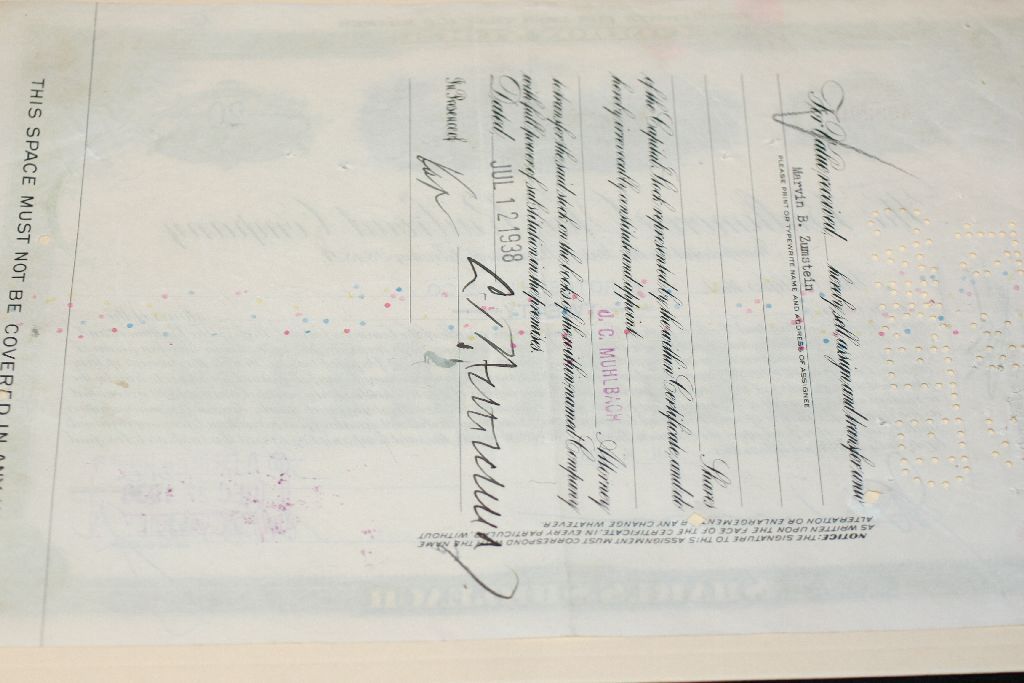 For Value received, hereby sell, assign, and transfer unto
Marvin B. Zumstein
PLEASE PRINT OR TYPEWRITE NAME AND ADDRESS OF ASSIGNEE
Shares
of the Capital Stock represented by the within Certificate, and do
hereby irrevocably constitute and appoint
J. C. MUHLBACH Attorney
to transfer the said stock on the books of the within-named Company
with full power of substitution in the premises.
Dated JUL 12 1938
In Presence of
NOTICE: THE SIGNATURE TO THIS ASSIGNMENT MUST CORRESPOND WITH THE NAME
AS WRITTEN UPON THE FACE OF THE CERTIFICATE IN EVERY PARTICULAR, WITHOUT
ALTERATION OR ENLARGEMENT OR ANY CHANGE WHATEVER.
THIS SPACE MUST NOT BE COVERED IN ANY